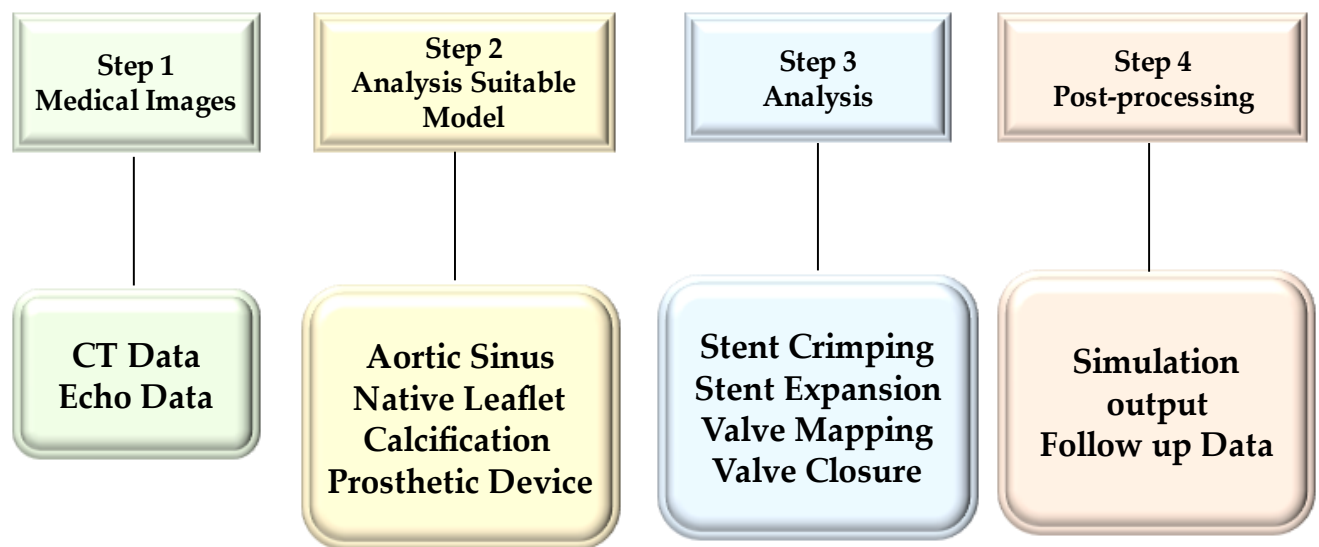 Step 1
Medical Images
Step 2
Analysis Suitable
Model
Step 3
Analysis
Step 4
Post-processing
CT Data
Echo Data
Aortic Sinus
Native Leaflet
Calcification
Prosthetic Device
Stent Crimping
Stent Expansion
Valve Mapping
Valve Closure
Simulation
output
Follow up Data